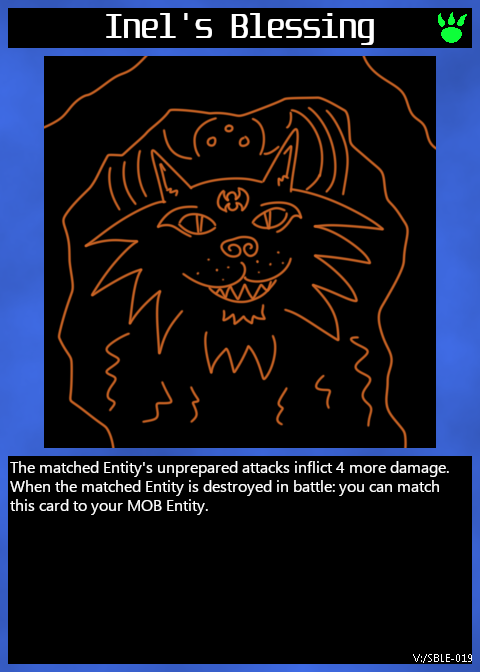 Inel's Blessing
The matched Entity's unprepared attacks inflict 4 more damage.
When the matched Entity is destroyed in battle: you can match
this card to your MOB Entity.
V:/SBLE-019